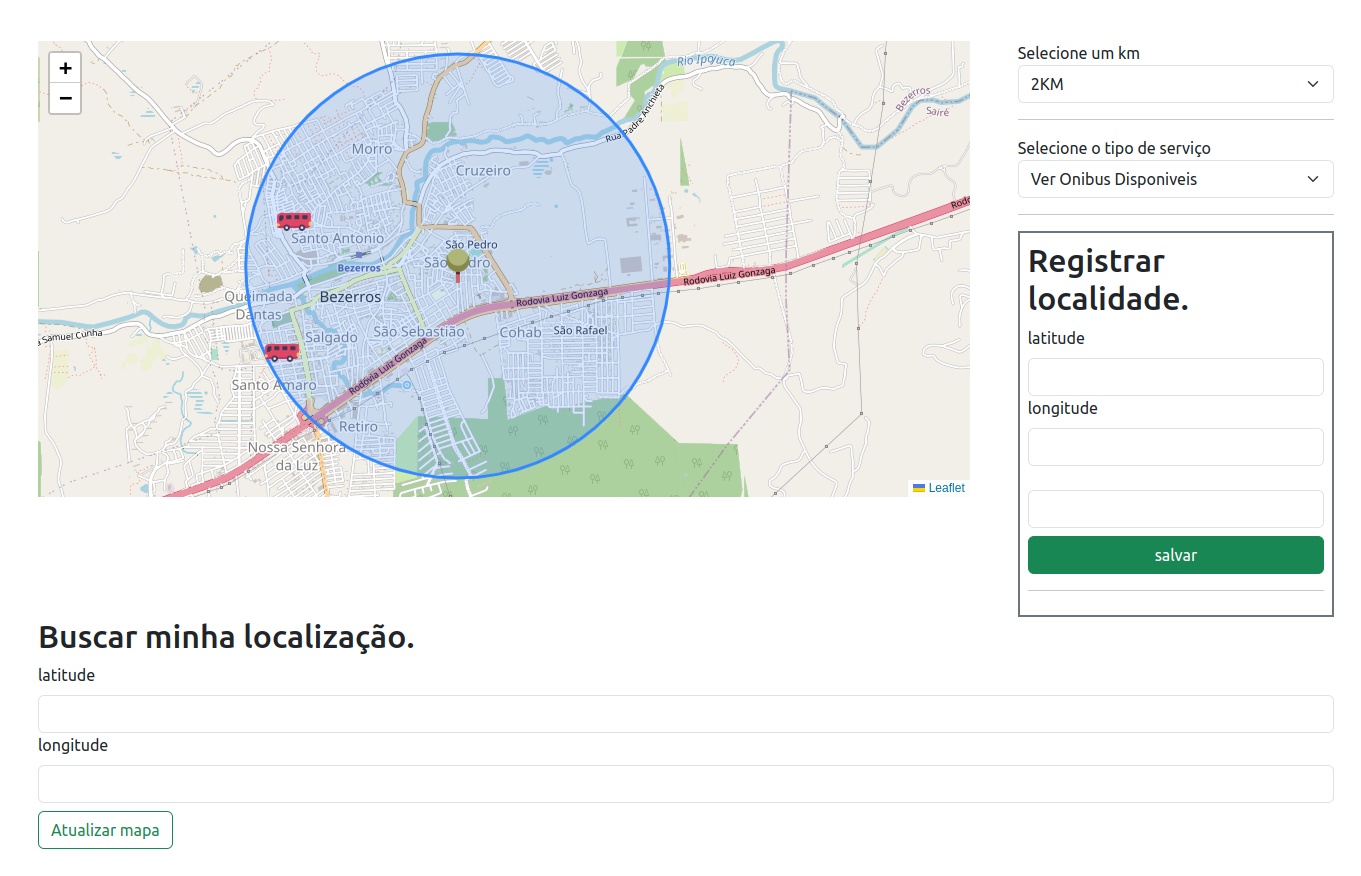 +
−
Rio Ipojuca
Bezerros
Sairé
Rua Padre Anchieta
Morro
Cruzeiro
Santo Antonio
São Pedro
Bezerros
Rodovia Luiz Gonzaga
Queimada
Dantas
Bezerros
Rodovia Luiz Gonzaga
Samuel Cunha
Salgado
São Sebastião
Cohab
São Rafael
Rodovia Luiz Gonzaga
Santo Amaro
Retiro
Nossa Senhora
da Luz
Leaflet
Selecione um km
2KM
Selecione o tipo de serviço
Ver Onibus Disponiveis
Registrar
localidade.
latitude
longitude
salvar
Buscar minha localização.
latitude
longitude
Atualizar mapa